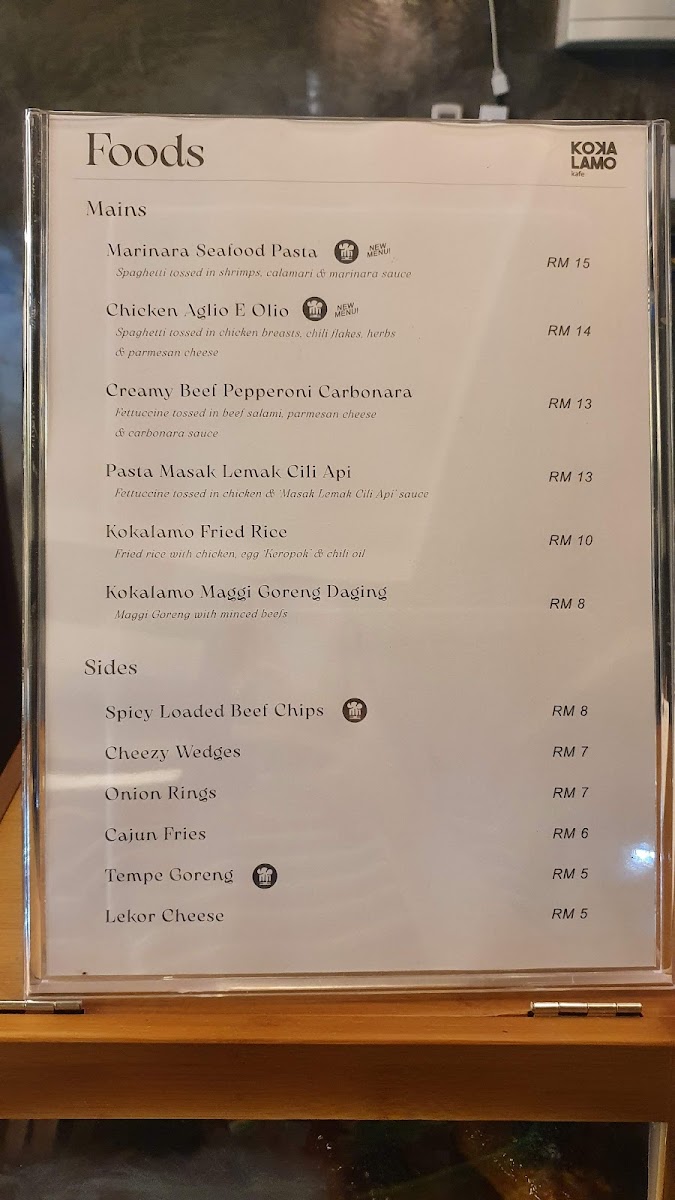 Foods
KOKA
LAMO
kafe
Mains
Marinara Seafood Pasta NEW MENU! RM 15
Spaghetti tossed in shrimps, calamari & marinara sauce
Chicken Aglio E Olio NEW MENU! RM 14
Spaghetti tossed in chicken breasts, chili flakes, herbs
& parmesan cheese
Creamy Beef Pepperoni Carbonara RM 13
Fettuccine tossed in beef salami, parmesan cheese
& carbonara sauce
Pasta Masak Lemak Cili Api RM 13
Fettuccine tossed in chicken & 'Masak Lemak Cili Api' sauce
Kokalamo Fried Rice RM 10
Fried rice with chicken, egg 'Keropok' & chili oil
Kokalamo Maggi Goreng Daging RM 8
Maggi Goreng with minced beefs
Sides
Spicy Loaded Beef Chips RM 8
Cheezy Wedges RM 7
Onion Rings RM 7
Cajun Fries RM 6
Tempe Goreng RM 5
Lekor Cheese RM 5